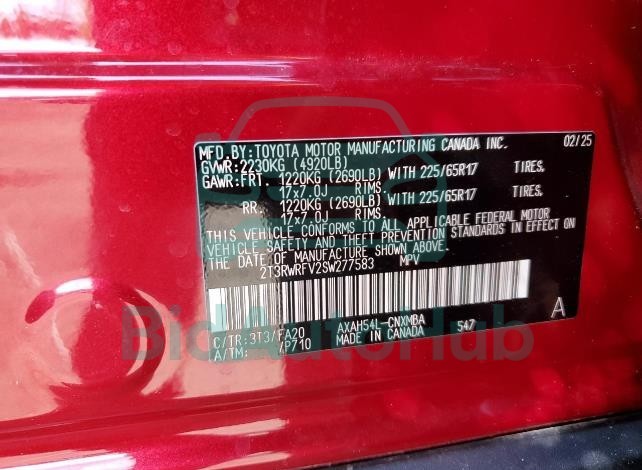 MFD.BY:TOYOTA MOTOR MANUFACTURING CANADA INC. 02/25
GVWR:2230KG (4920LB)
GAWR:FRT. 1220KG (2690LB) WITH 225/65R17 TIRES.
17x7.0J RIMS.
RR. 1220KG (2690LB) WITH 225/65R17 TIRES.
17x7.0J RIMS.
THIS VEHICLE CONFORMS TO ALL APPLICABLE FEDERAL MOTOR
VEHICLE SAFETY AND THEFT PREVENTION STANDARDS IN EFFECT ON
THE DATE OF MANUFACTURE SHOWN ABOVE.
2T3RWRFV2SW277583 MPV
A
C/TR:3T3/FA20 AXAH54L-CNXMBA 547
A/TM: /P710 MADE IN CANADA
BidAutoHub